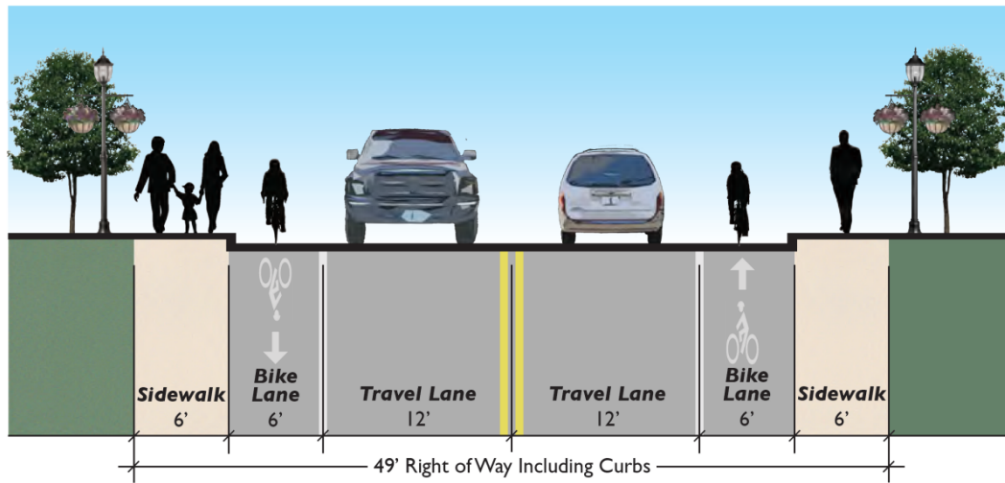 Sidewalk
6'
Bike
Lane
6'
Travel Lane
12'
Travel Lane
12'
Bike
Lane
6'
Sidewalk
6'
49' Right of Way Including Curbs